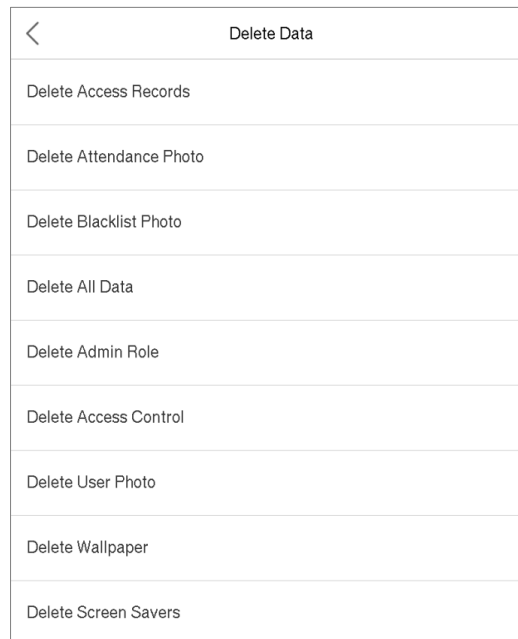 Delete Data
Delete Access Records
Delete Attendance Photo
Delete Blacklist Photo
Delete All Data
Delete Admin Role
Delete Access Control
Delete User Photo
Delete Wallpaper
Delete Screen Savers